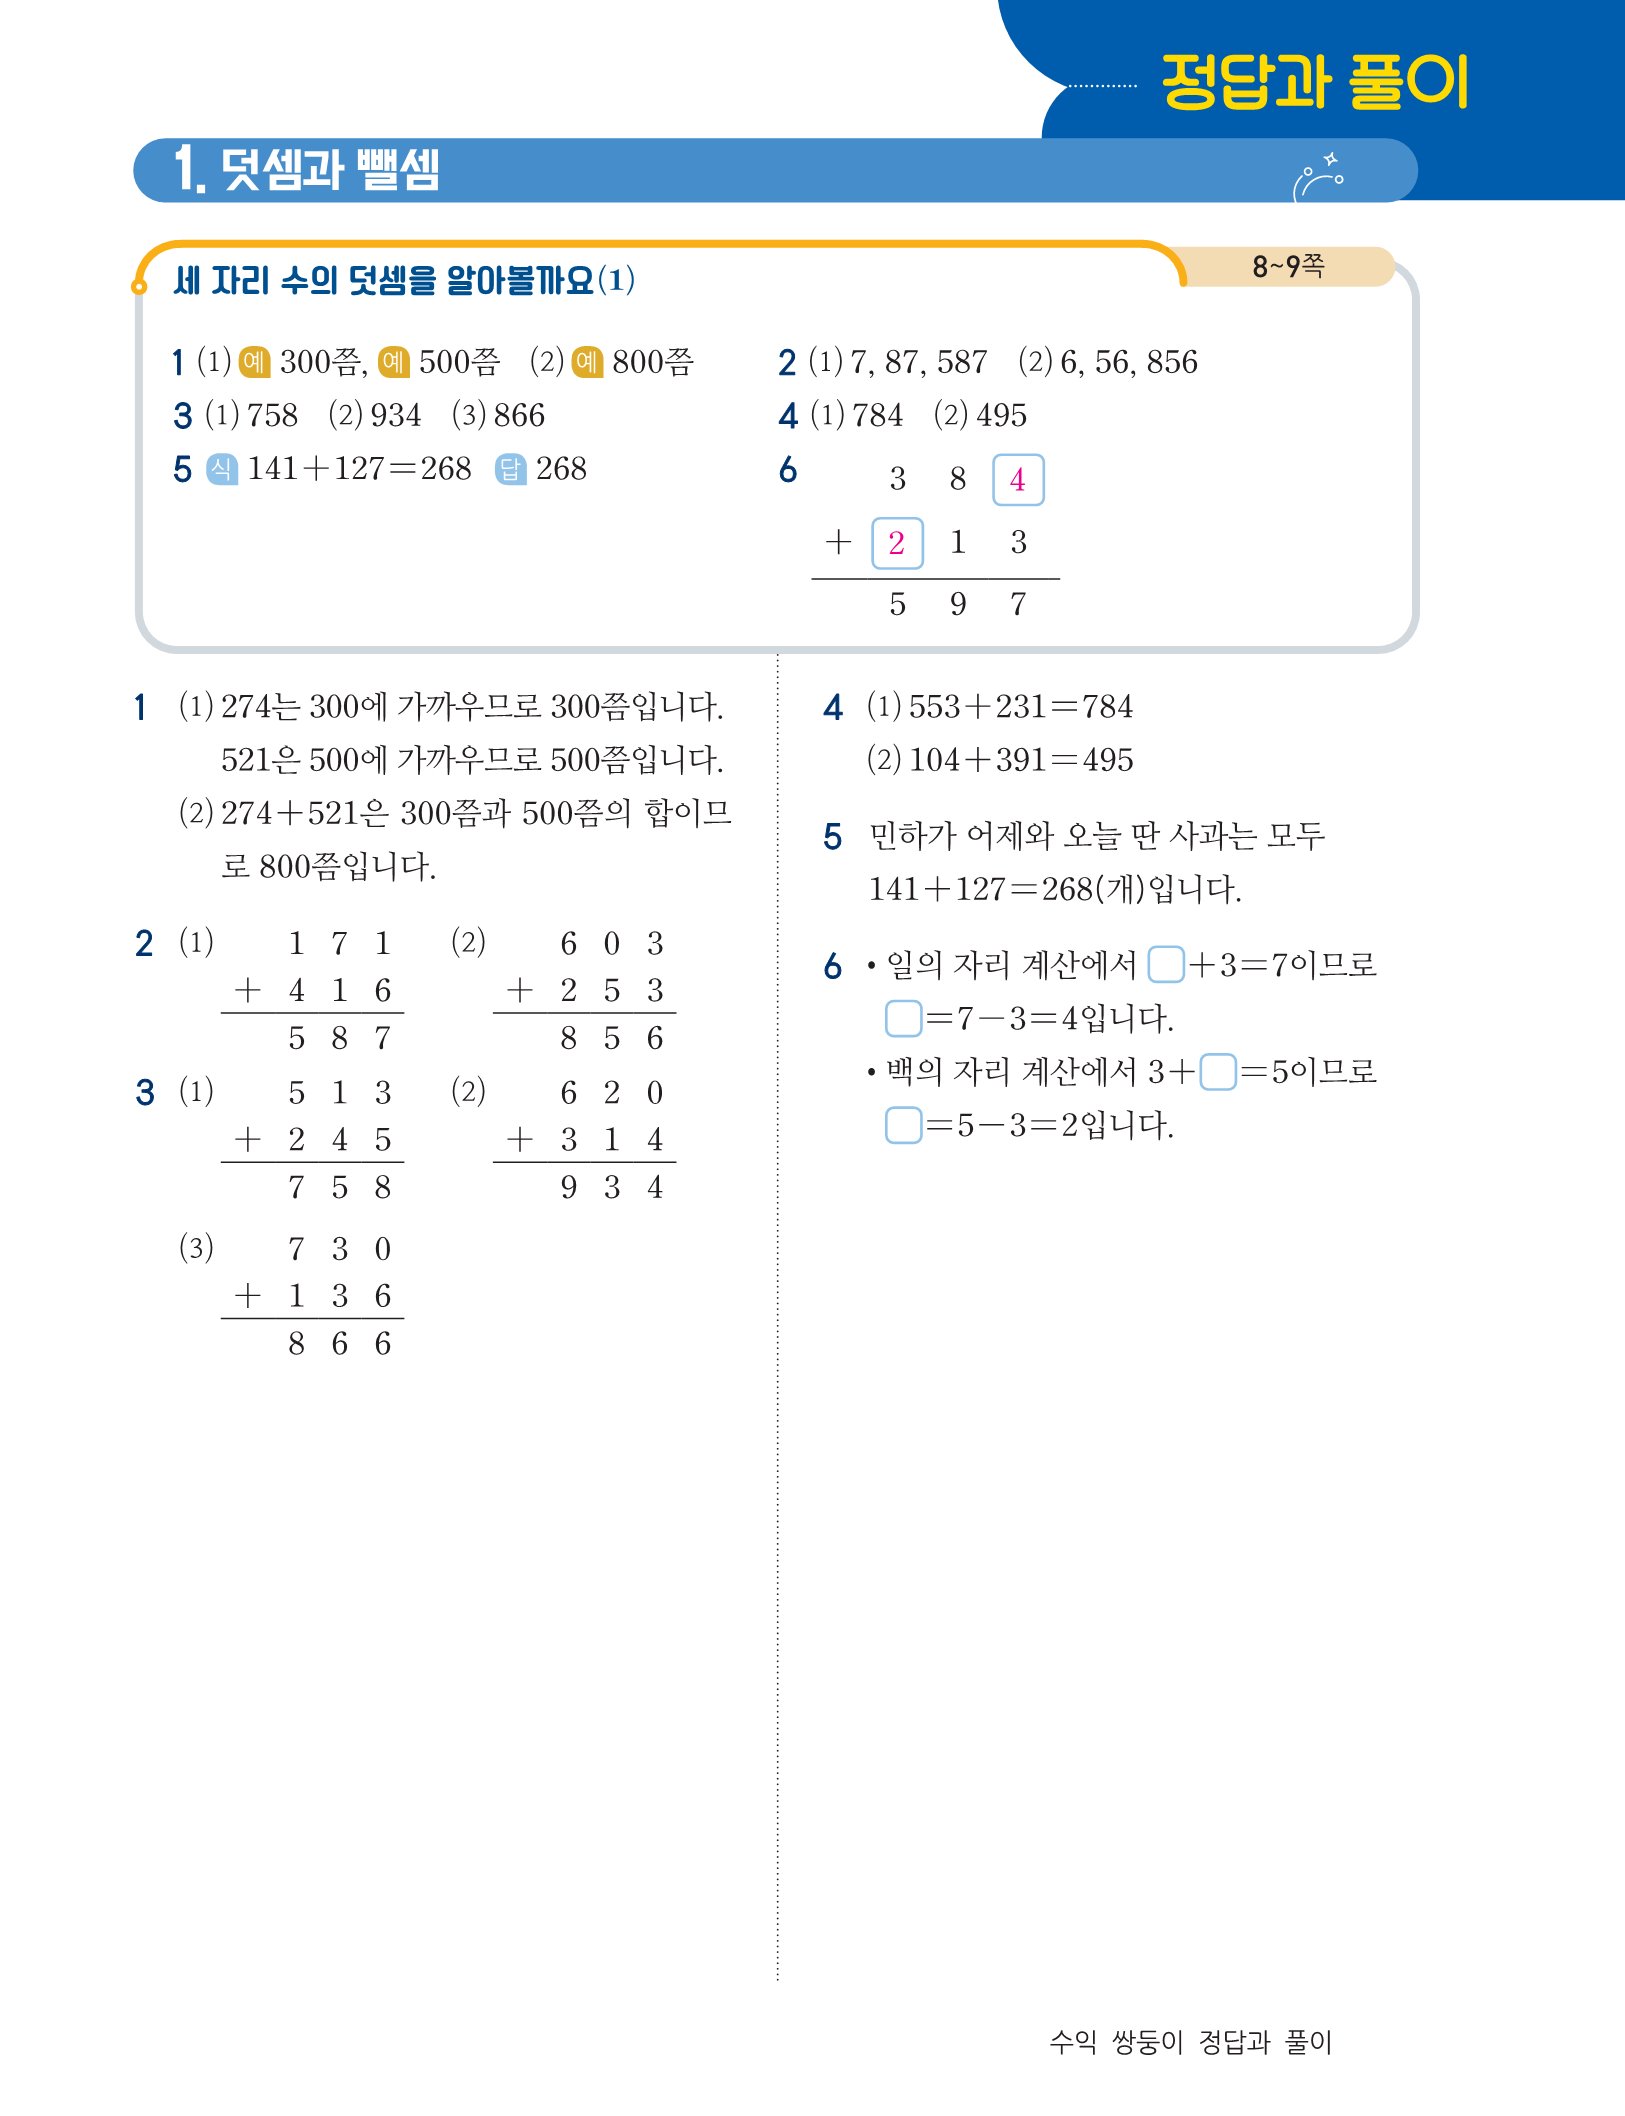 정답과 풀이
1. 덧셈과 뺄셈
세 자리 수의 덧셈을 알아볼까요(1)
8~9쪽
1 (1) 예 300쯤, 예 500쯤 (2) 예 800쯤
2 (1) 7, 87, 587 (2) 6, 56, 856
3 (1) 758 (2) 934 (3) 866
4 (1) 784 (2) 495
5 식 141+127=268 답 268
6 3 8 4
+ 2 1 3
5 9 7
1 (1) 274는 300에 가까우므로 300쯤입니다.
521은 500에 가까우므로 500쯤입니다.
(2) 274+521은 300쯤과 500쯤의 합이므
로 800쯤입니다.
2 (1) 1 7 1
+ 4 1 6
5 8 7
(2) 6 0 3
+ 2 5 3
8 5 6
3 (1) 5 1 3
+ 2 4 5
7 5 8
(2) 6 2 0
+ 3 1 4
9 3 4
(3) 7 3 0
+ 1 3 6
8 6 6
4 (1) 553+231=784
(2) 104+391=495
5 민하가 어제와 오늘 딴 사과는 모두
141+127=268(개)입니다.
6 • 일의 자리 계산에서 □+3=7이므로
□=7-3=4입니다.
• 백의 자리 계산에서 3+□=5이므로
□=5-3=2입니다.
수익 쌍둥이 정답과 풀이